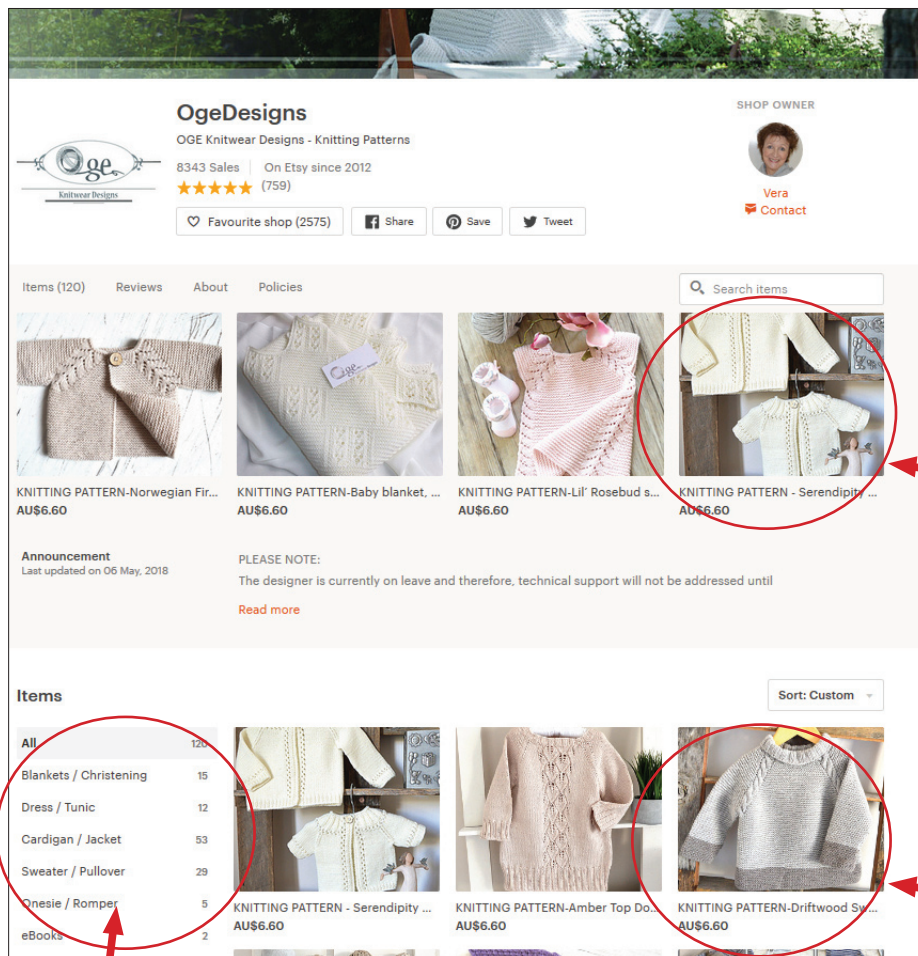 OgeDesigns
OGE Knitwear Designs - Knitting Patterns
8343 Sales On Etsy since 2012
(759)
Favourite shop (2575) Share Save Tweet
Oge
Knitwear Designs
SHOP OWNER
Vera
Contact
Items (120) Reviews About Policies
Search items
Oge
KNITTING PATTERN-Norwegian Fir...
AU$6.60
KNITTING PATTERN-Baby blanket, ...
AU$6.60
KNITTING PATTERN-Lil' Rosebud s...
AU$6.60
KNITTING PATTERN - Serendipity ...
AU$6.60
Announcement
Last updated on 06 May, 2018
PLEASE NOTE:
The designer is currently on leave and therefore, technical support will not be addressed until
Read more
Items
Sort: Custom
All 120
Blankets / Christening 15
Dress / Tunic 12
Cardigan / Jacket 53
Sweater / Pullover 29
Onesie / Romper 5
eBooks 2
KNITTING PATTERN - Serendipity ...
AU$6.60
KNITTING PATTERN-Amber Top Do...
AU$6.60
KNITTING PATTERN-Driftwood Sw...
AU$6.60